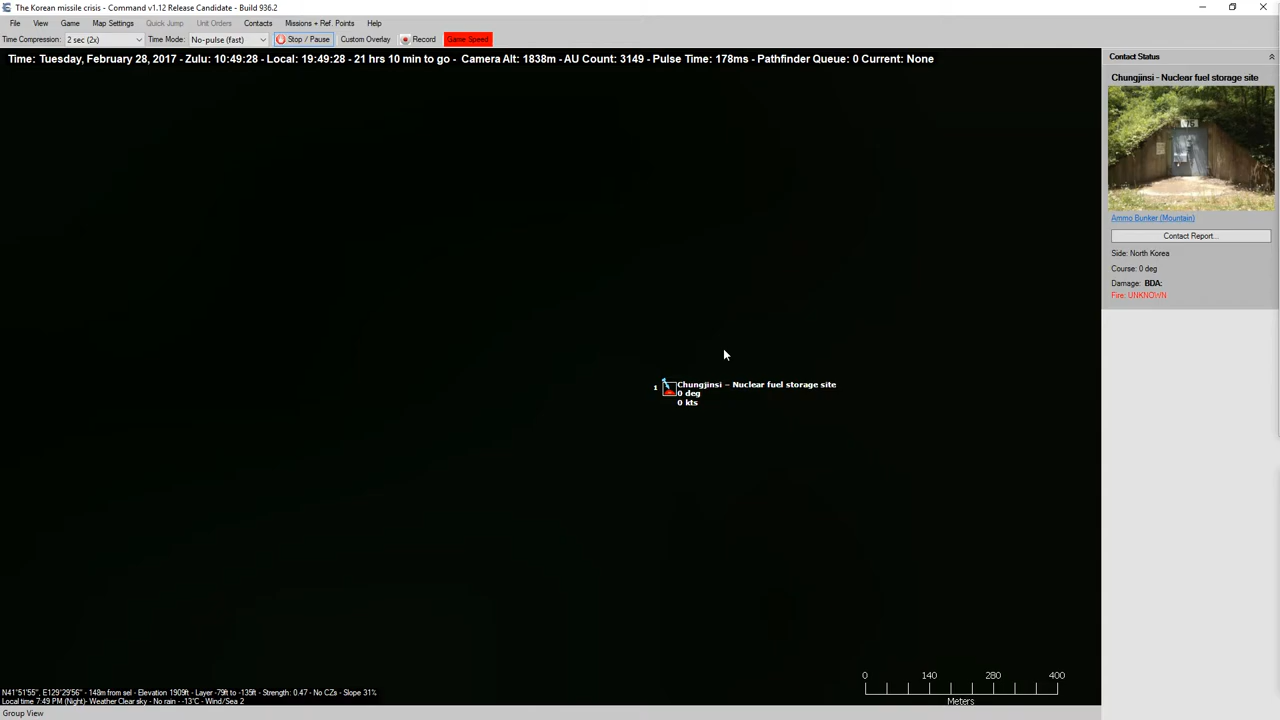 The Korean missile crisis - Command v1.12 Release Candidate - Build 936.2
File View Game Map Settings Quick Jump Unit Orders Contacts Missions + Ref. Points Help
Time Compression: 2 sec (2x) Time Mode: No-pulse (fast) Stop / Pause Custom Overlay Record Game Speed
Time: Tuesday, February 28, 2017 - Zulu: 10:49:28 - Local: 19:49:28 - 21 hrs 10 min to go - Camera Alt: 1838m - AU Count: 3149 - Pulse Time: 178ms - Pathfinder Queue: 0 Current: None
Contact Status
Chungjinsi - Nuclear fuel storage site
76
Ammo Bunker (Mountain)
Contact Report...
Side: North Korea
Course: 0 deg
Damage: BDA:
Fire: UNKNOWN
1 Chungjinsi – Nuclear fuel storage site
0 deg
0 kts
0 140 280 400
Meters
N41°51'55", E129°29'56" - 148m from sel - Elevation 1909ft - Layer -79ft to -135ft - Strength: 0.47 - No CZs - Slope 31%
Local time 7:49 PM (Night)- Weather Clear sky - No rain - -13°C - Wind/Sea 2
Group View